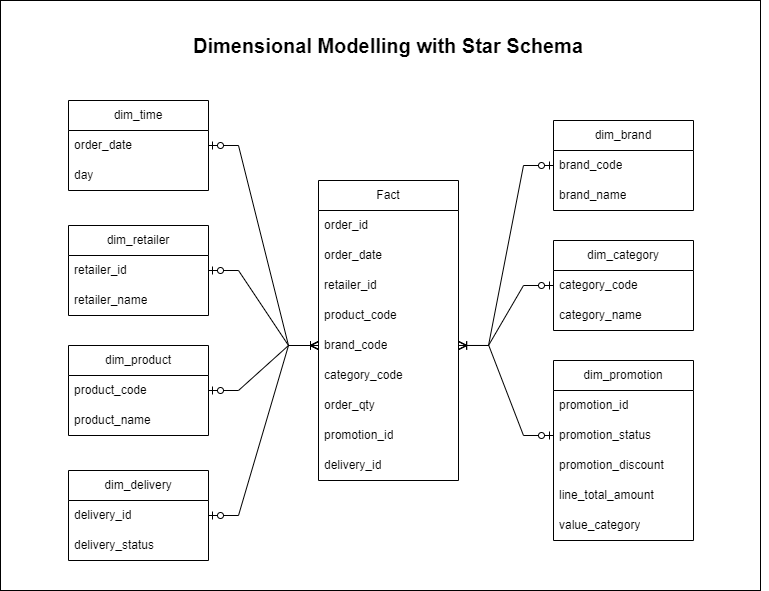 Dimensional Modelling with Star Schema
dim_time
order_date
day
dim_retailer
retailer_id
retailer_name
dim_product
product_code
product_name
dim_delivery
delivery_id
delivery_status
Fact
order_id
order_date
retailer_id
product_code
brand_code
category_code
order_qty
promotion_id
delivery_id
dim_brand
brand_code
brand_name
dim_category
category_code
category_name
dim_promotion
promotion_id
promotion_status
promotion_discount
line_total_amount
value_category